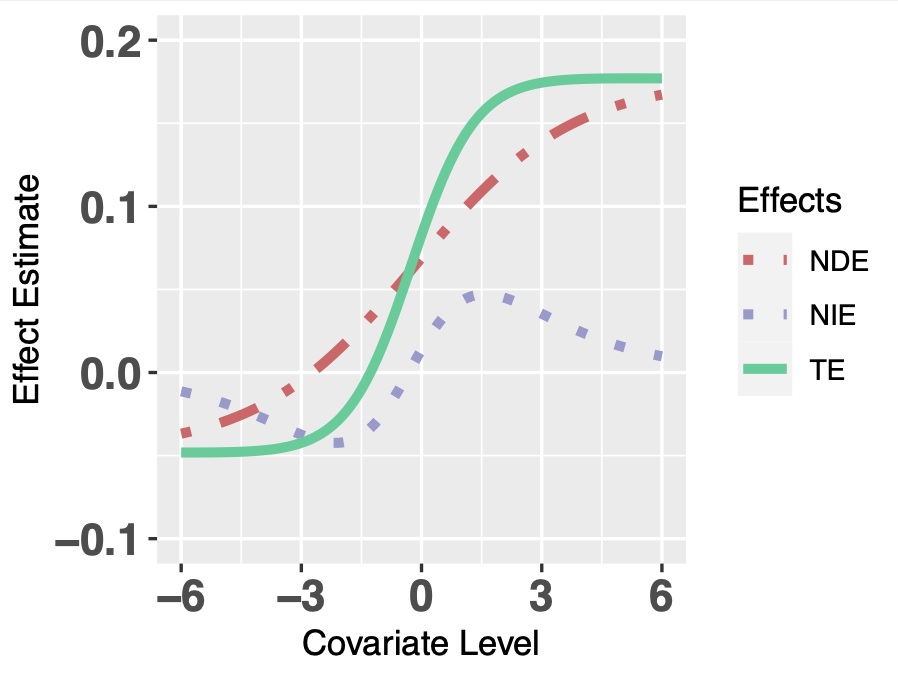 0.2
0.1
0.0
−0.1
Effect Estimate
−6 −3 0 3 6
Covariate Level
Effects
NDE
NIE
TE